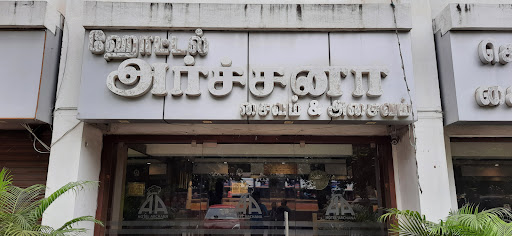 ஹோட்டல்
அர்ச்சனா
சைவம் & அசைவம்
செ
சை